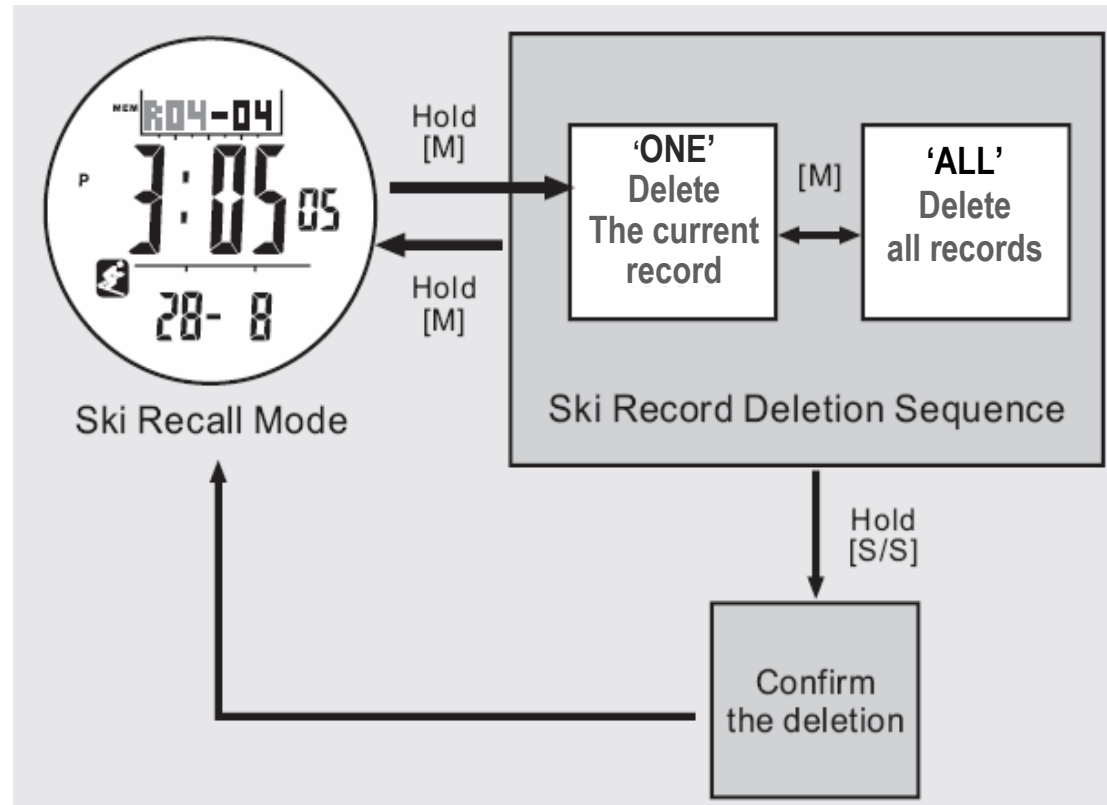 MEM R04-04
P 3:05 05
28- 8
Ski Recall Mode
Hold
[M]
Hold
[M]
‘ONE’
Delete
The current
record
[M]
‘ALL’
Delete
all records
Ski Record Deletion Sequence
Hold
[S/S]
Confirm
the deletion